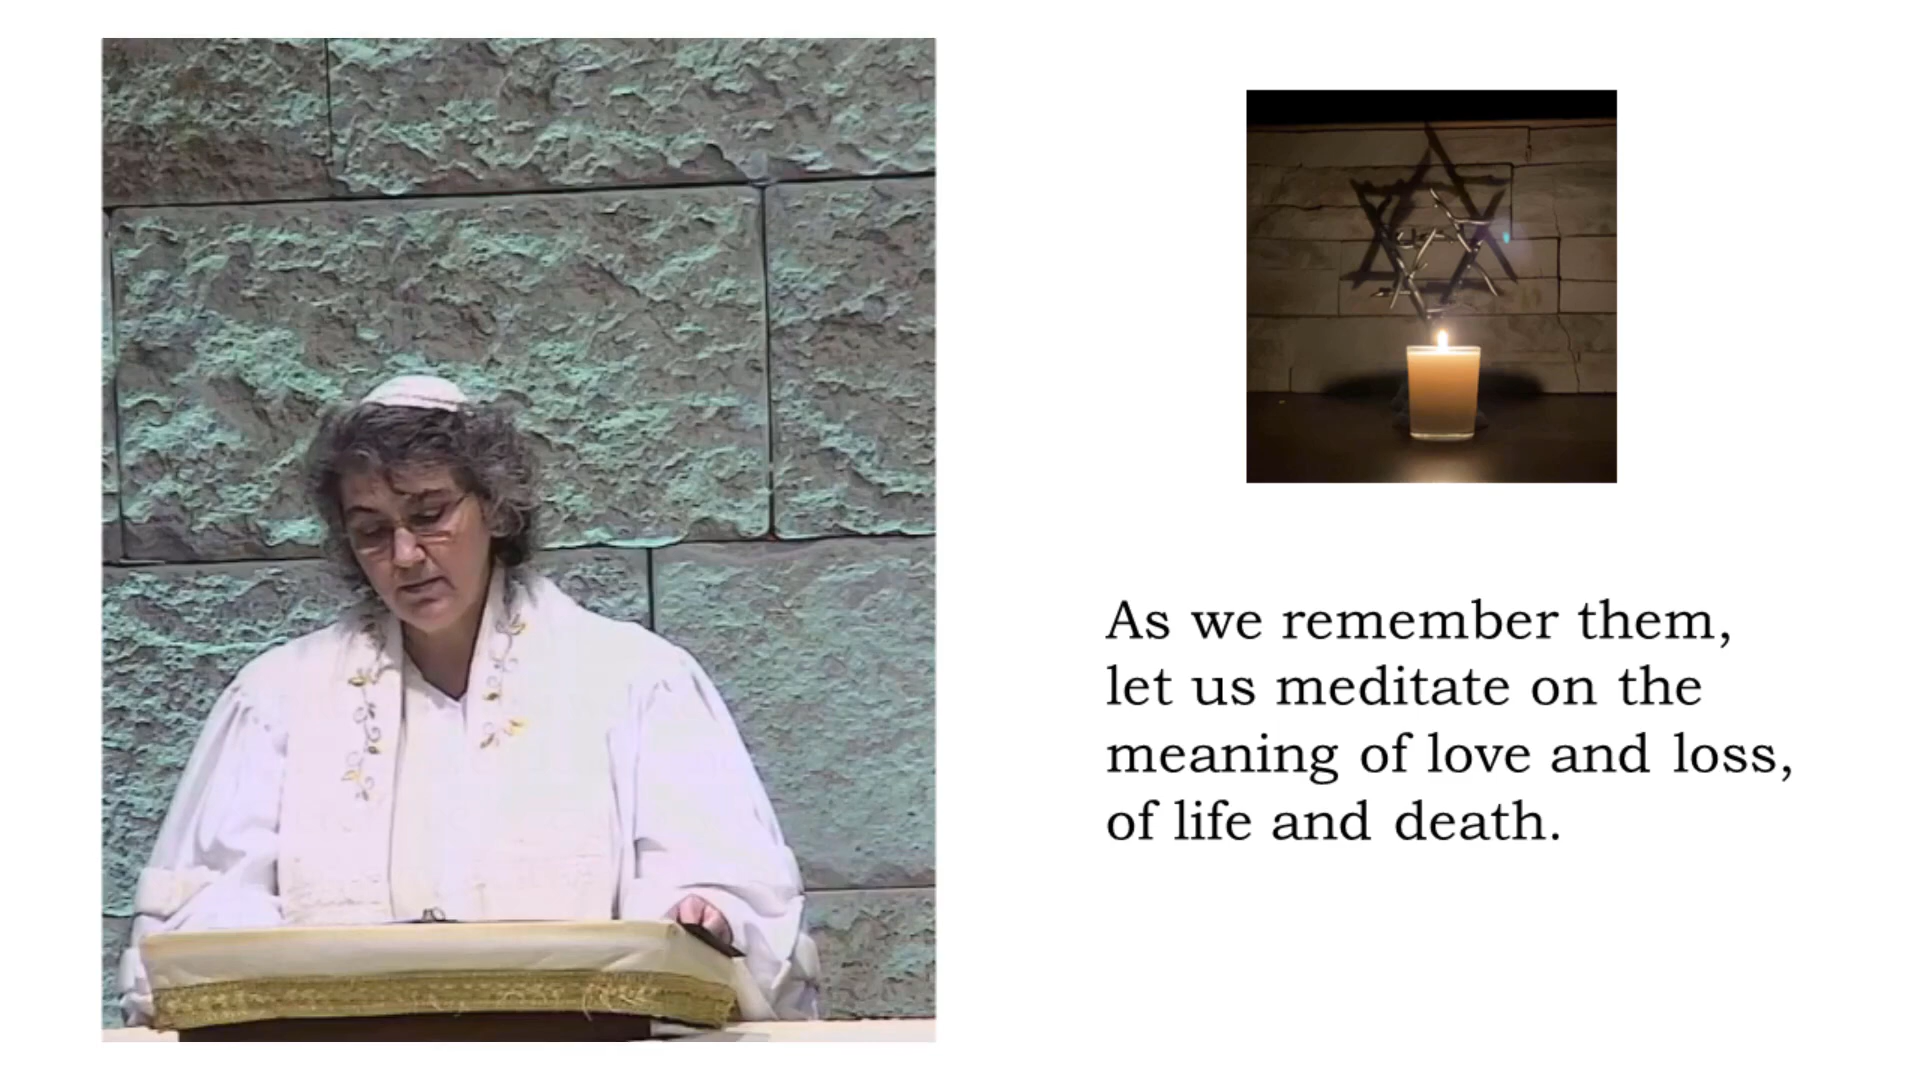 As we remember them,
let us meditate on the
meaning of love and loss,
of life and death.